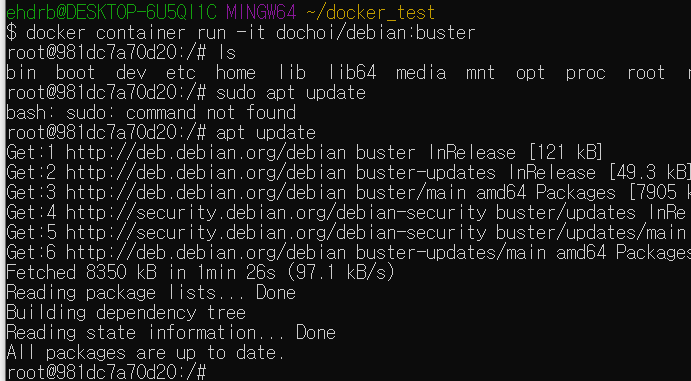 ehdrb@DESKTOP-6U5QI1C MINGW64 ~/docker_test
$ docker container run -it dochoi/debian:buster
root@981dc7a70d20:/# ls
bin boot dev etc home lib lib64 media mnt opt proc root
root@981dc7a70d20:/# sudo apt update
bash: sudo: command not found
root@981dc7a70d20:/# apt update
Get:1 http://deb.debian.org/debian buster InRelease [121 kB]
Get:2 http://deb.debian.org/debian buster-updates InRelease [49.3 kB]
Get:3 http://deb.debian.org/debian buster/main amd64 Packages [7905 k
Get:4 http://security.debian.org/debian-security buster/updates InRe
Get:5 http://security.debian.org/debian-security buster/updates/main
Get:6 http://deb.debian.org/debian buster-updates/main amd64 Packages
Fetched 8350 kB in 1min 26s (97.1 kB/s)
Reading package lists... Done
Building dependency tree
Reading state information... Done
All packages are up to date.
root@981dc7a70d20:/#